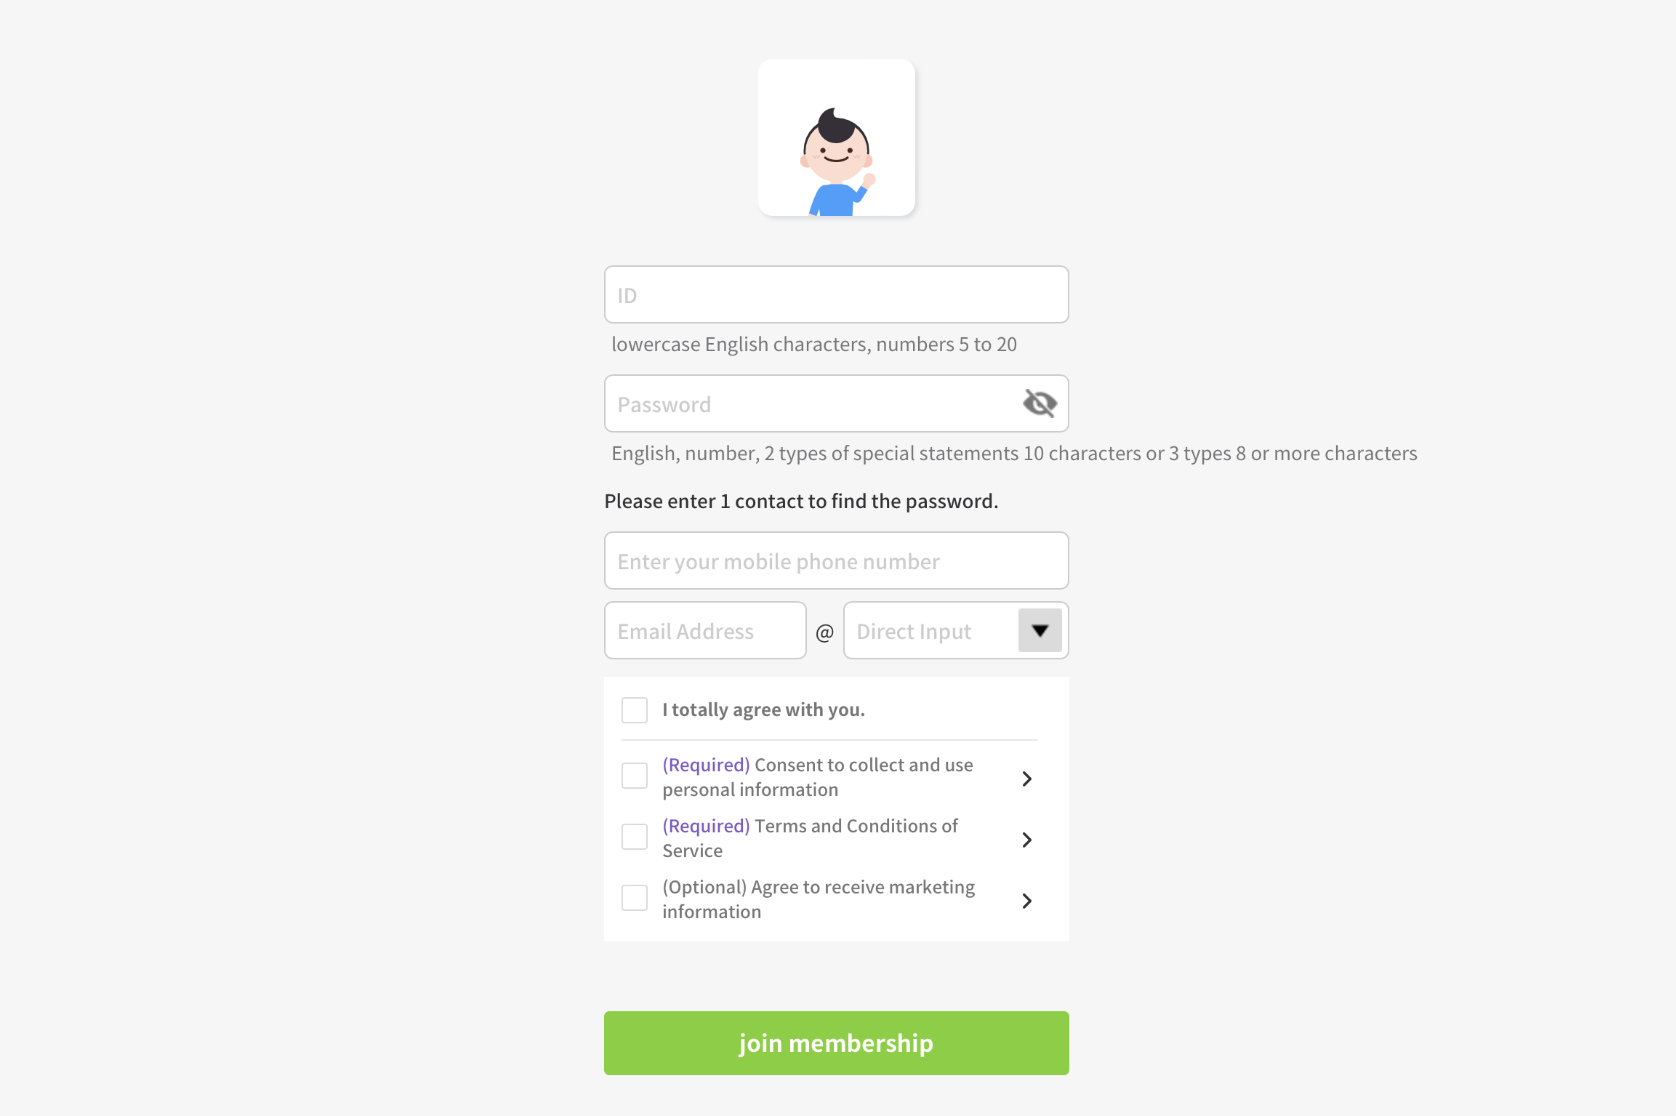 ID
lowercase English characters, numbers 5 to 20
Password
English, number, 2 types of special statements 10 characters or 3 types 8 or more characters
Please enter 1 contact to find the password.
Enter your mobile phone number
Email Address @ Direct Input
I totally agree with you.
(Required) Consent to collect and use
personal information
(Required) Terms and Conditions of
Service
(Optional) Agree to receive marketing
information
join membership